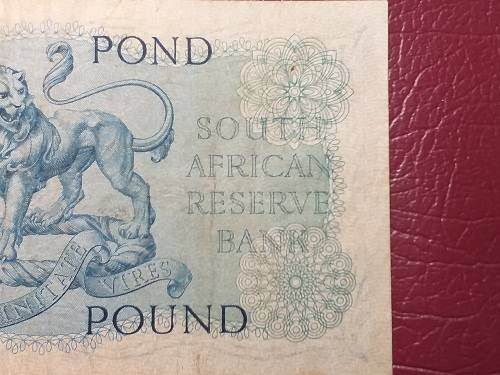 POND
SOUTH
AFRICAN
RESERVE
BANK
VIRES
POUND